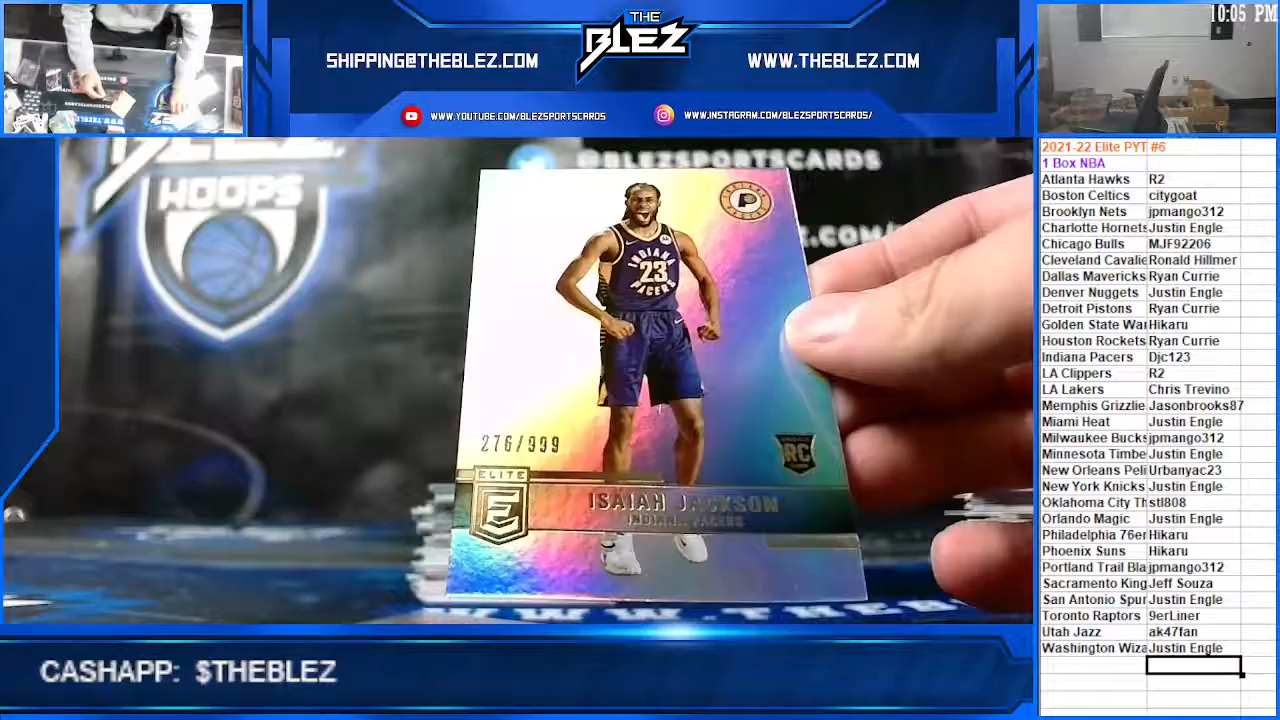 10:05 PM
THE
BLEZ
SHIPPING@THEBLEZ.COM
WWW.THEBLEZ.COM
WWW.YOUTUBE.COM/BLEZSPORTSCARDS
WWW.INSTAGRAM.COM/BLEZSPORTSCARDS/
@BLEZSPORTSCARDS
HOOPS
INDIANA
PACERS
23
276/999
RC
ELITE
E
ISAIAH JACKSON
INDIANA PACERS
CASHAPP: $THEBLEZ
2021-22 Elite PYT #6
1 Box NBA
Atlanta Hawks R2
Boston Celtics citygoat
Brooklyn Nets jpmango312
Charlotte Hornets Justin Engle
Chicago Bulls MJF92206
Cleveland Cavalie Ronald Hillmer
Dallas Mavericks Ryan Currie
Denver Nuggets Justin Engle
Detroit Pistons Ryan Currie
Golden State War Hikaru
Houston Rockets Ryan Currie
Indiana Pacers Djc123
LA Clippers R2
LA Lakers Chris Trevino
Memphis Grizzlie Jasonbrooks87
Miami Heat Justin Engle
Milwaukee Bucks jpmango312
Minnesota Timbe Justin Engle
New Orleans Peli Urbanyac23
New York Knicks Justin Engle
Oklahoma City Th stl808
Orlando Magic Justin Engle
Philadelphia 76er Hikaru
Phoenix Suns Hikaru
Portland Trail Bla jpmango312
Sacramento King Jeff Souza
San Antonio Spur Justin Engle
Toronto Raptors 9erLiner
Utah Jazz ak47fan
Washington Wiza Justin Engle